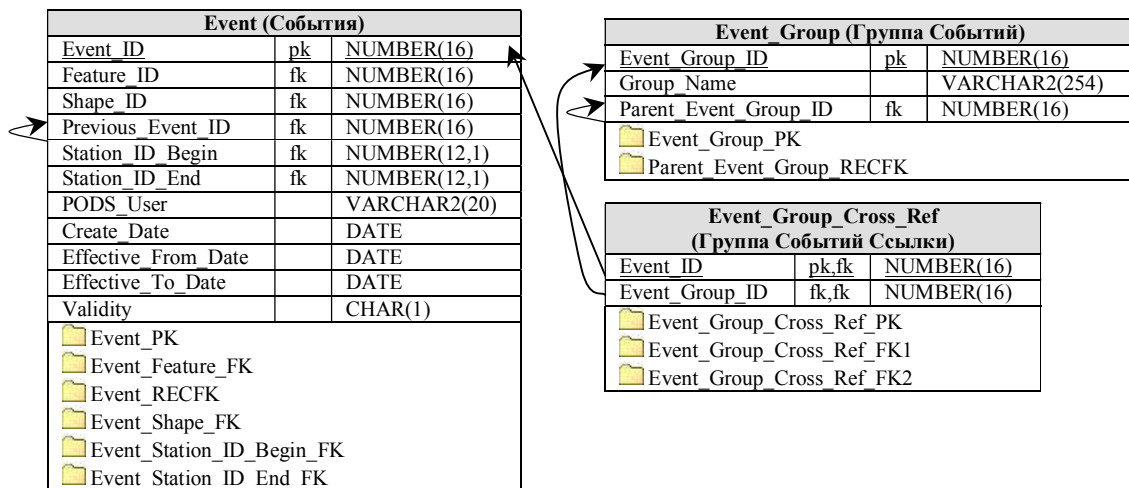 Event (События)
Event_ID pk NUMBER(16)
Feature_ID fk NUMBER(16)
Shape_ID fk NUMBER(16)
Previous_Event_ID fk NUMBER(16)
Station_ID_Begin fk NUMBER(12,1)
Station_ID_End fk NUMBER(12,1)
PODS_User VARCHAR2(20)
Create_Date DATE
Effective_From_Date DATE
Effective_To_Date DATE
Validity CHAR(1)
Event_PK
Event_Feature_FK
Event_RECFK
Event_Shape_FK
Event_Station_ID_Begin_FK
Event_Station_ID_End_FK
Event_Group (Группа Событий)
Event_Group_ID pk NUMBER(16)
Group_Name VARCHAR2(254)
Parent_Event_Group_ID fk NUMBER(16)
Event_Group_PK
Parent_Event_Group_RECFK
Event_Group_Cross_Ref
(Группа Событий Ссылки)
Event_ID pk,fk NUMBER(16)
Event_Group_ID fk,fk NUMBER(16)
Event_Group_Cross_Ref_PK
Event_Group_Cross_Ref_FK1
Event_Group_Cross_Ref_FK2